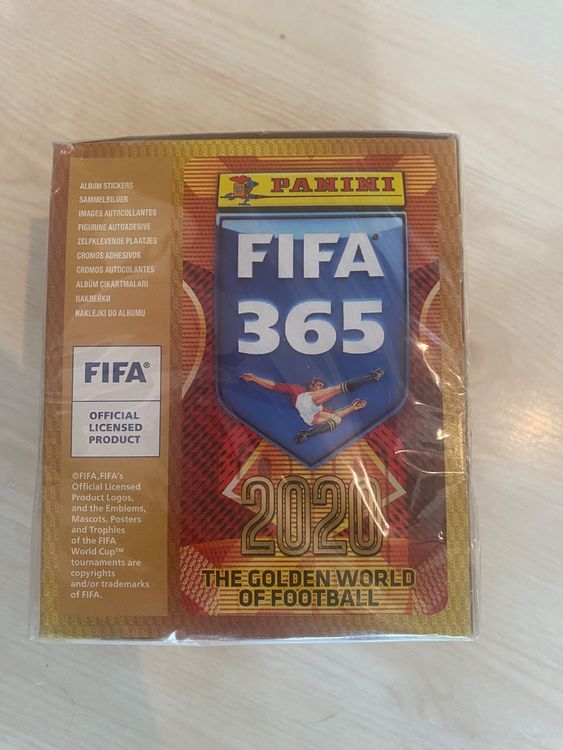 ALBUM STICKERS
SAMMELBILDER
IMAGES AUTOCOLLANTES
FIGURINE AUTOADESIVE
ZELFKLEVENDE PLAATJES
CROMOS ADHESIVOS
CROMOS AUTOCOLANTES
ALBÜM ÇIKARTMALARI
НАКЛЕЙКИ
NAKLEJKI DO ALBUMU
FIFA®
OFFICIAL
LICENSED
PRODUCT
©FIFA,FIFA's
Official Licensed
Product Logos,
and the Emblems,
Mascots, Posters
and Trophies
of the FIFA
World Cup™
tournaments are
copyrights
and/or trademarks
of FIFA.
PANINI
FIFA®
365
2020
THE GOLDEN WORLD
OF FOOTBALL